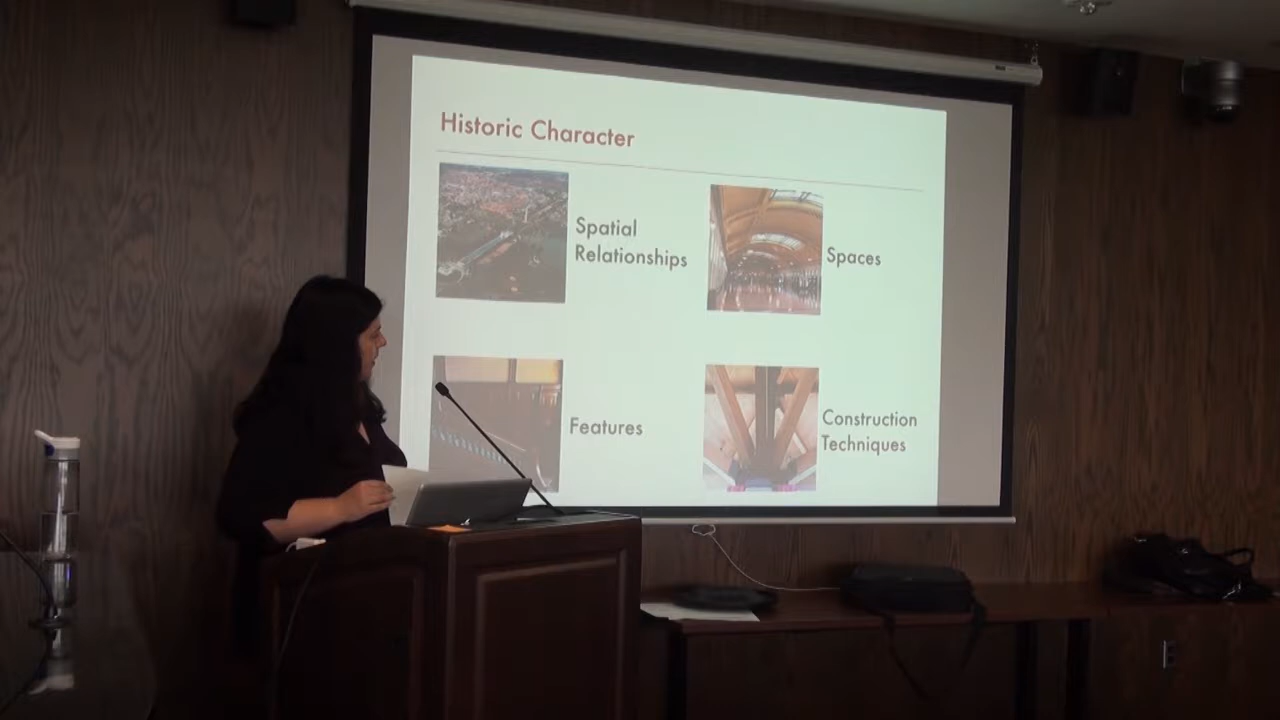 Historic Character
Spatial
Relationships
Spaces
Features
Construction
Techniques